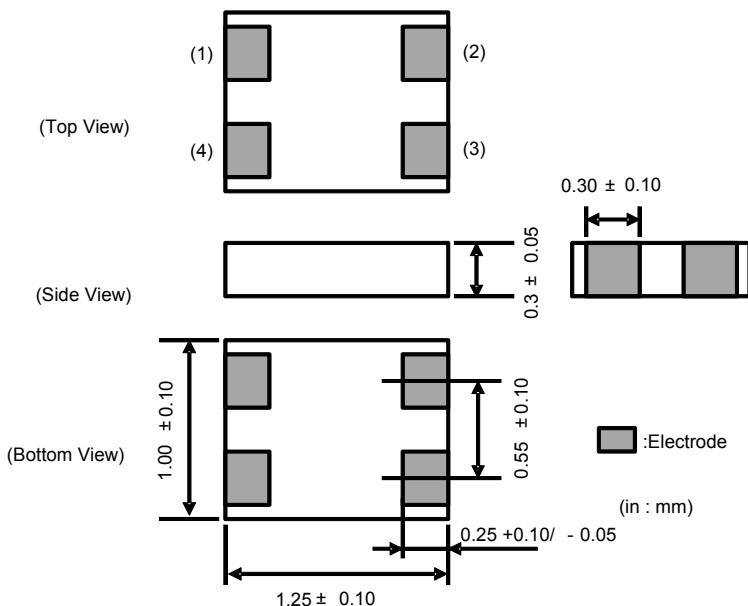 (1)
(2)
(Top View)
(4)
(3)
0.30 ± 0.10
0.3 ± 0.05
(Side View)
1.00 ±0.10
0.55 ±0.10
:Electrode
(Bottom View)
(in : mm)
0.25 +0.10/ - 0.05
1.25 ± 0.10